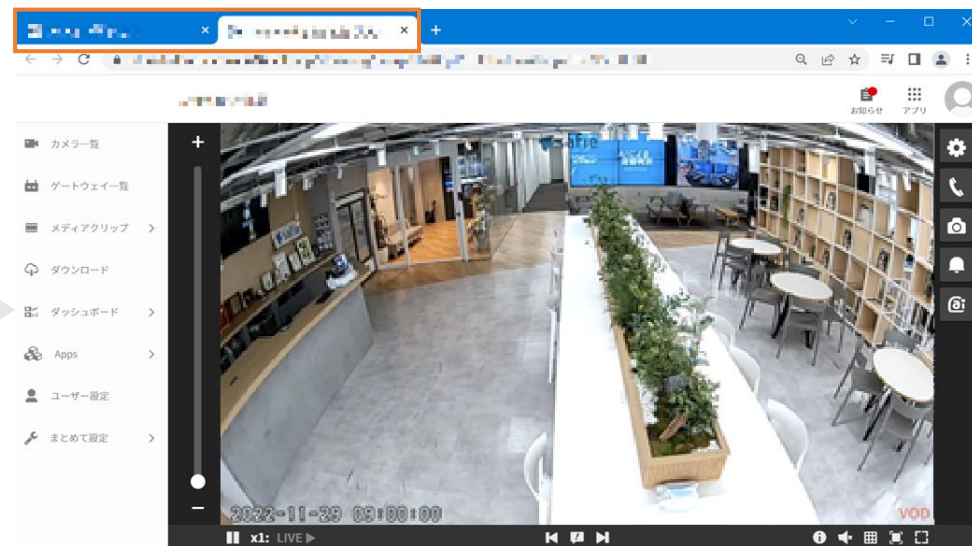 お知らせ
アプリ
カメラ一覧
ゲートウェイ一覧
メディアクリップ
ダウンロード
ダッシュボード
Apps
ユーザー設定
まとめて設定
safie
2022-11-29 09:00:00
VOD
x1: LIVE